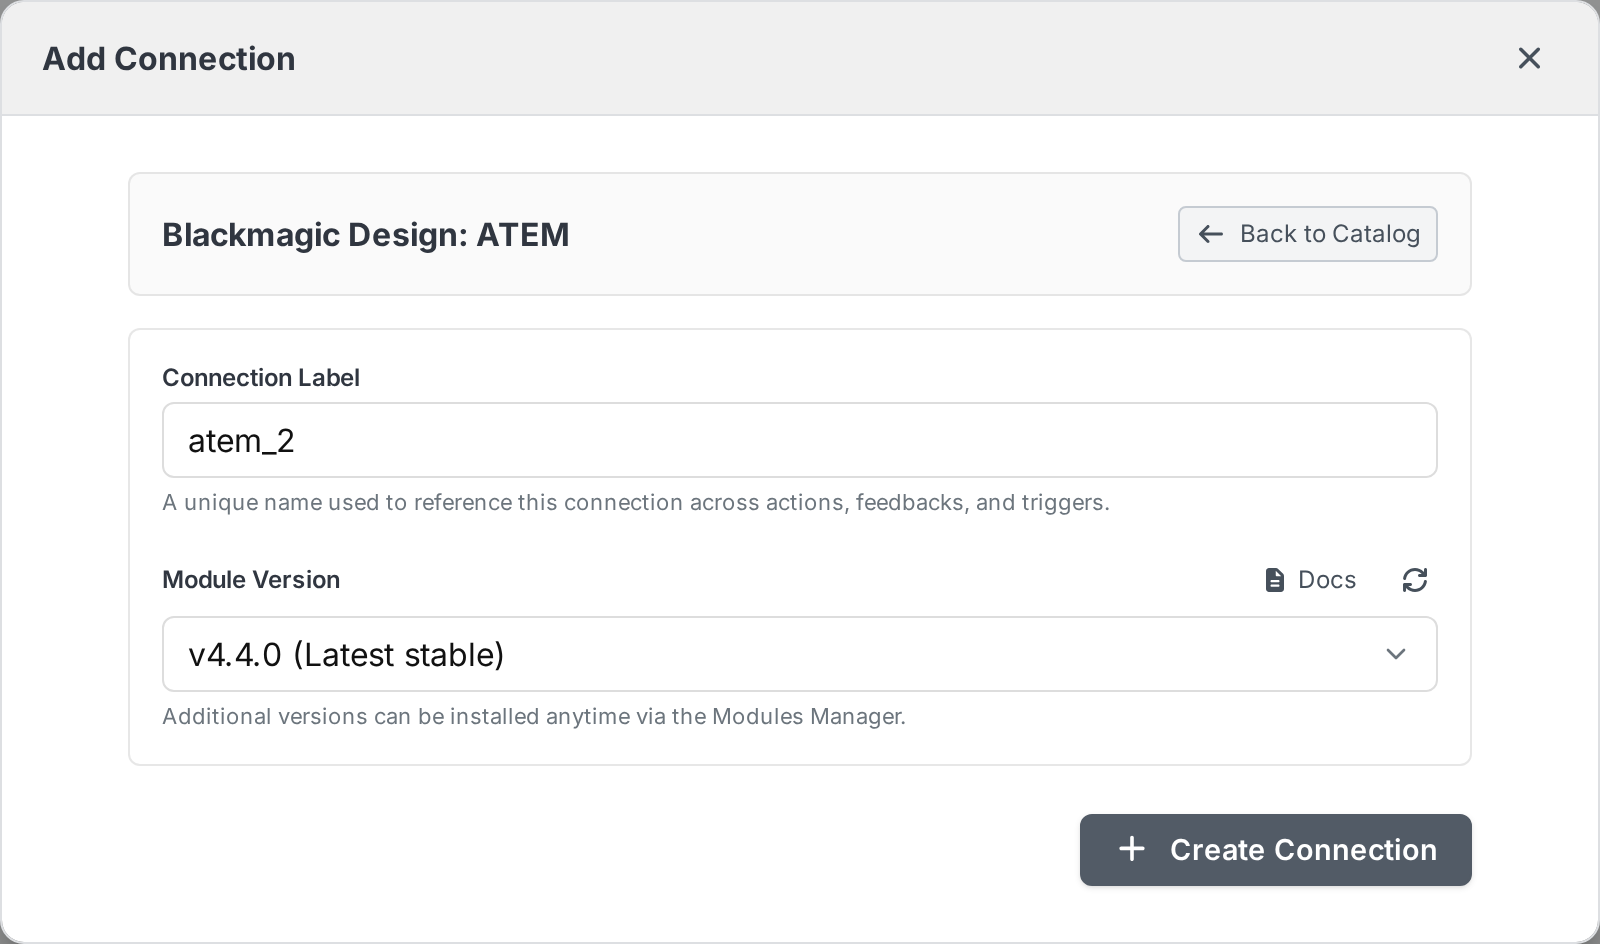 Add Connection
Blackmagic Design: ATEM
Back to Catalog
Connection Label
atem_2
A unique name used to reference this connection across actions, feedbacks, and triggers.
Module Version
Docs
v4.4.0 (Latest stable)
Additional versions can be installed anytime via the Modules Manager.
Create Connection